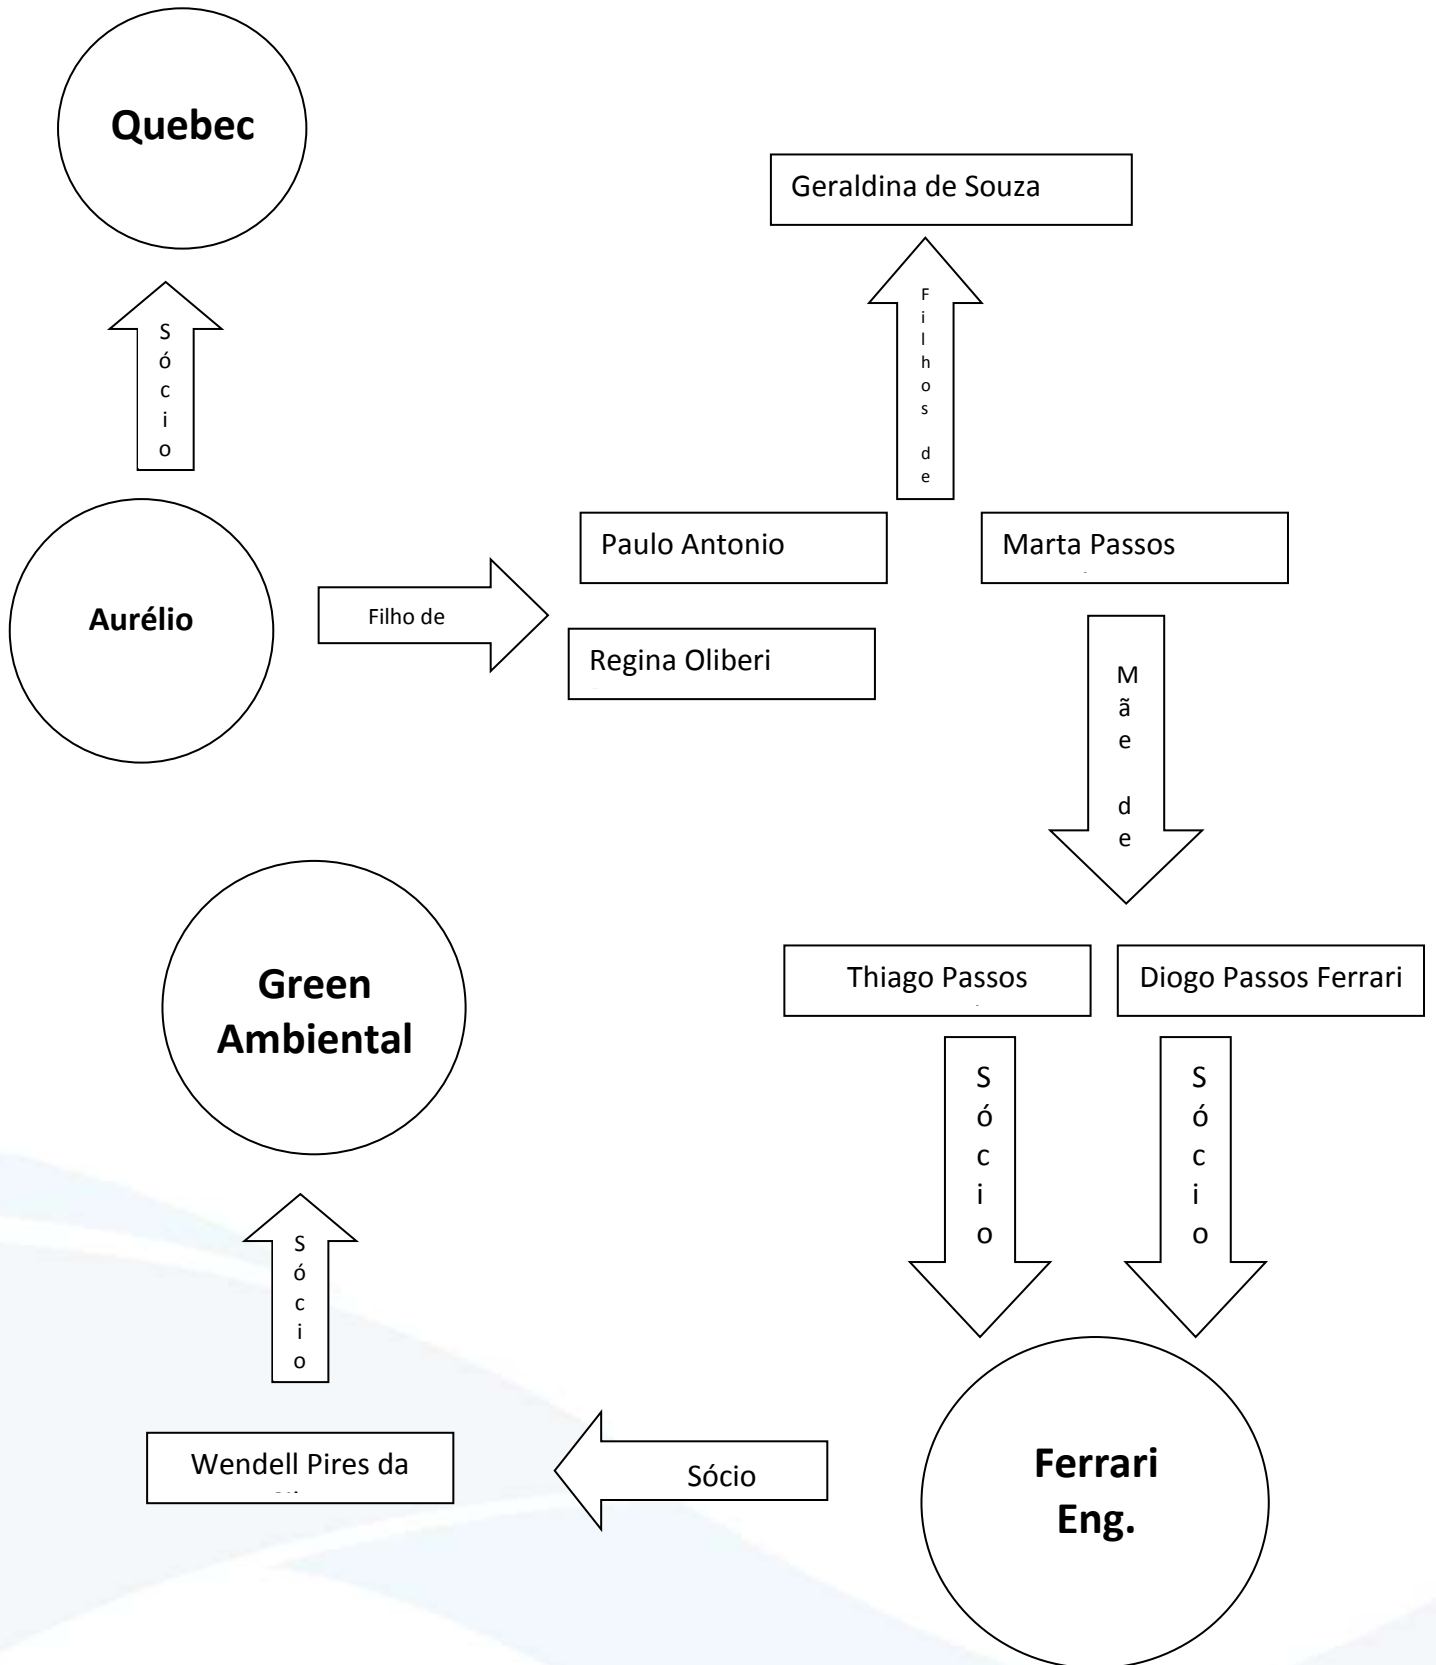 Quebec
Geraldina de Souza
Filhos de
Sócio
Paulo Antonio
Marta Passos
Aurélio
Filho de
Regina Oliberi
Mãe de
Green
Ambiental
Thiago Passos
Diogo Passos Ferrari
Sócio
Sócio
Sócio
Wendell Pires da
Sócio
Ferrari
Eng.